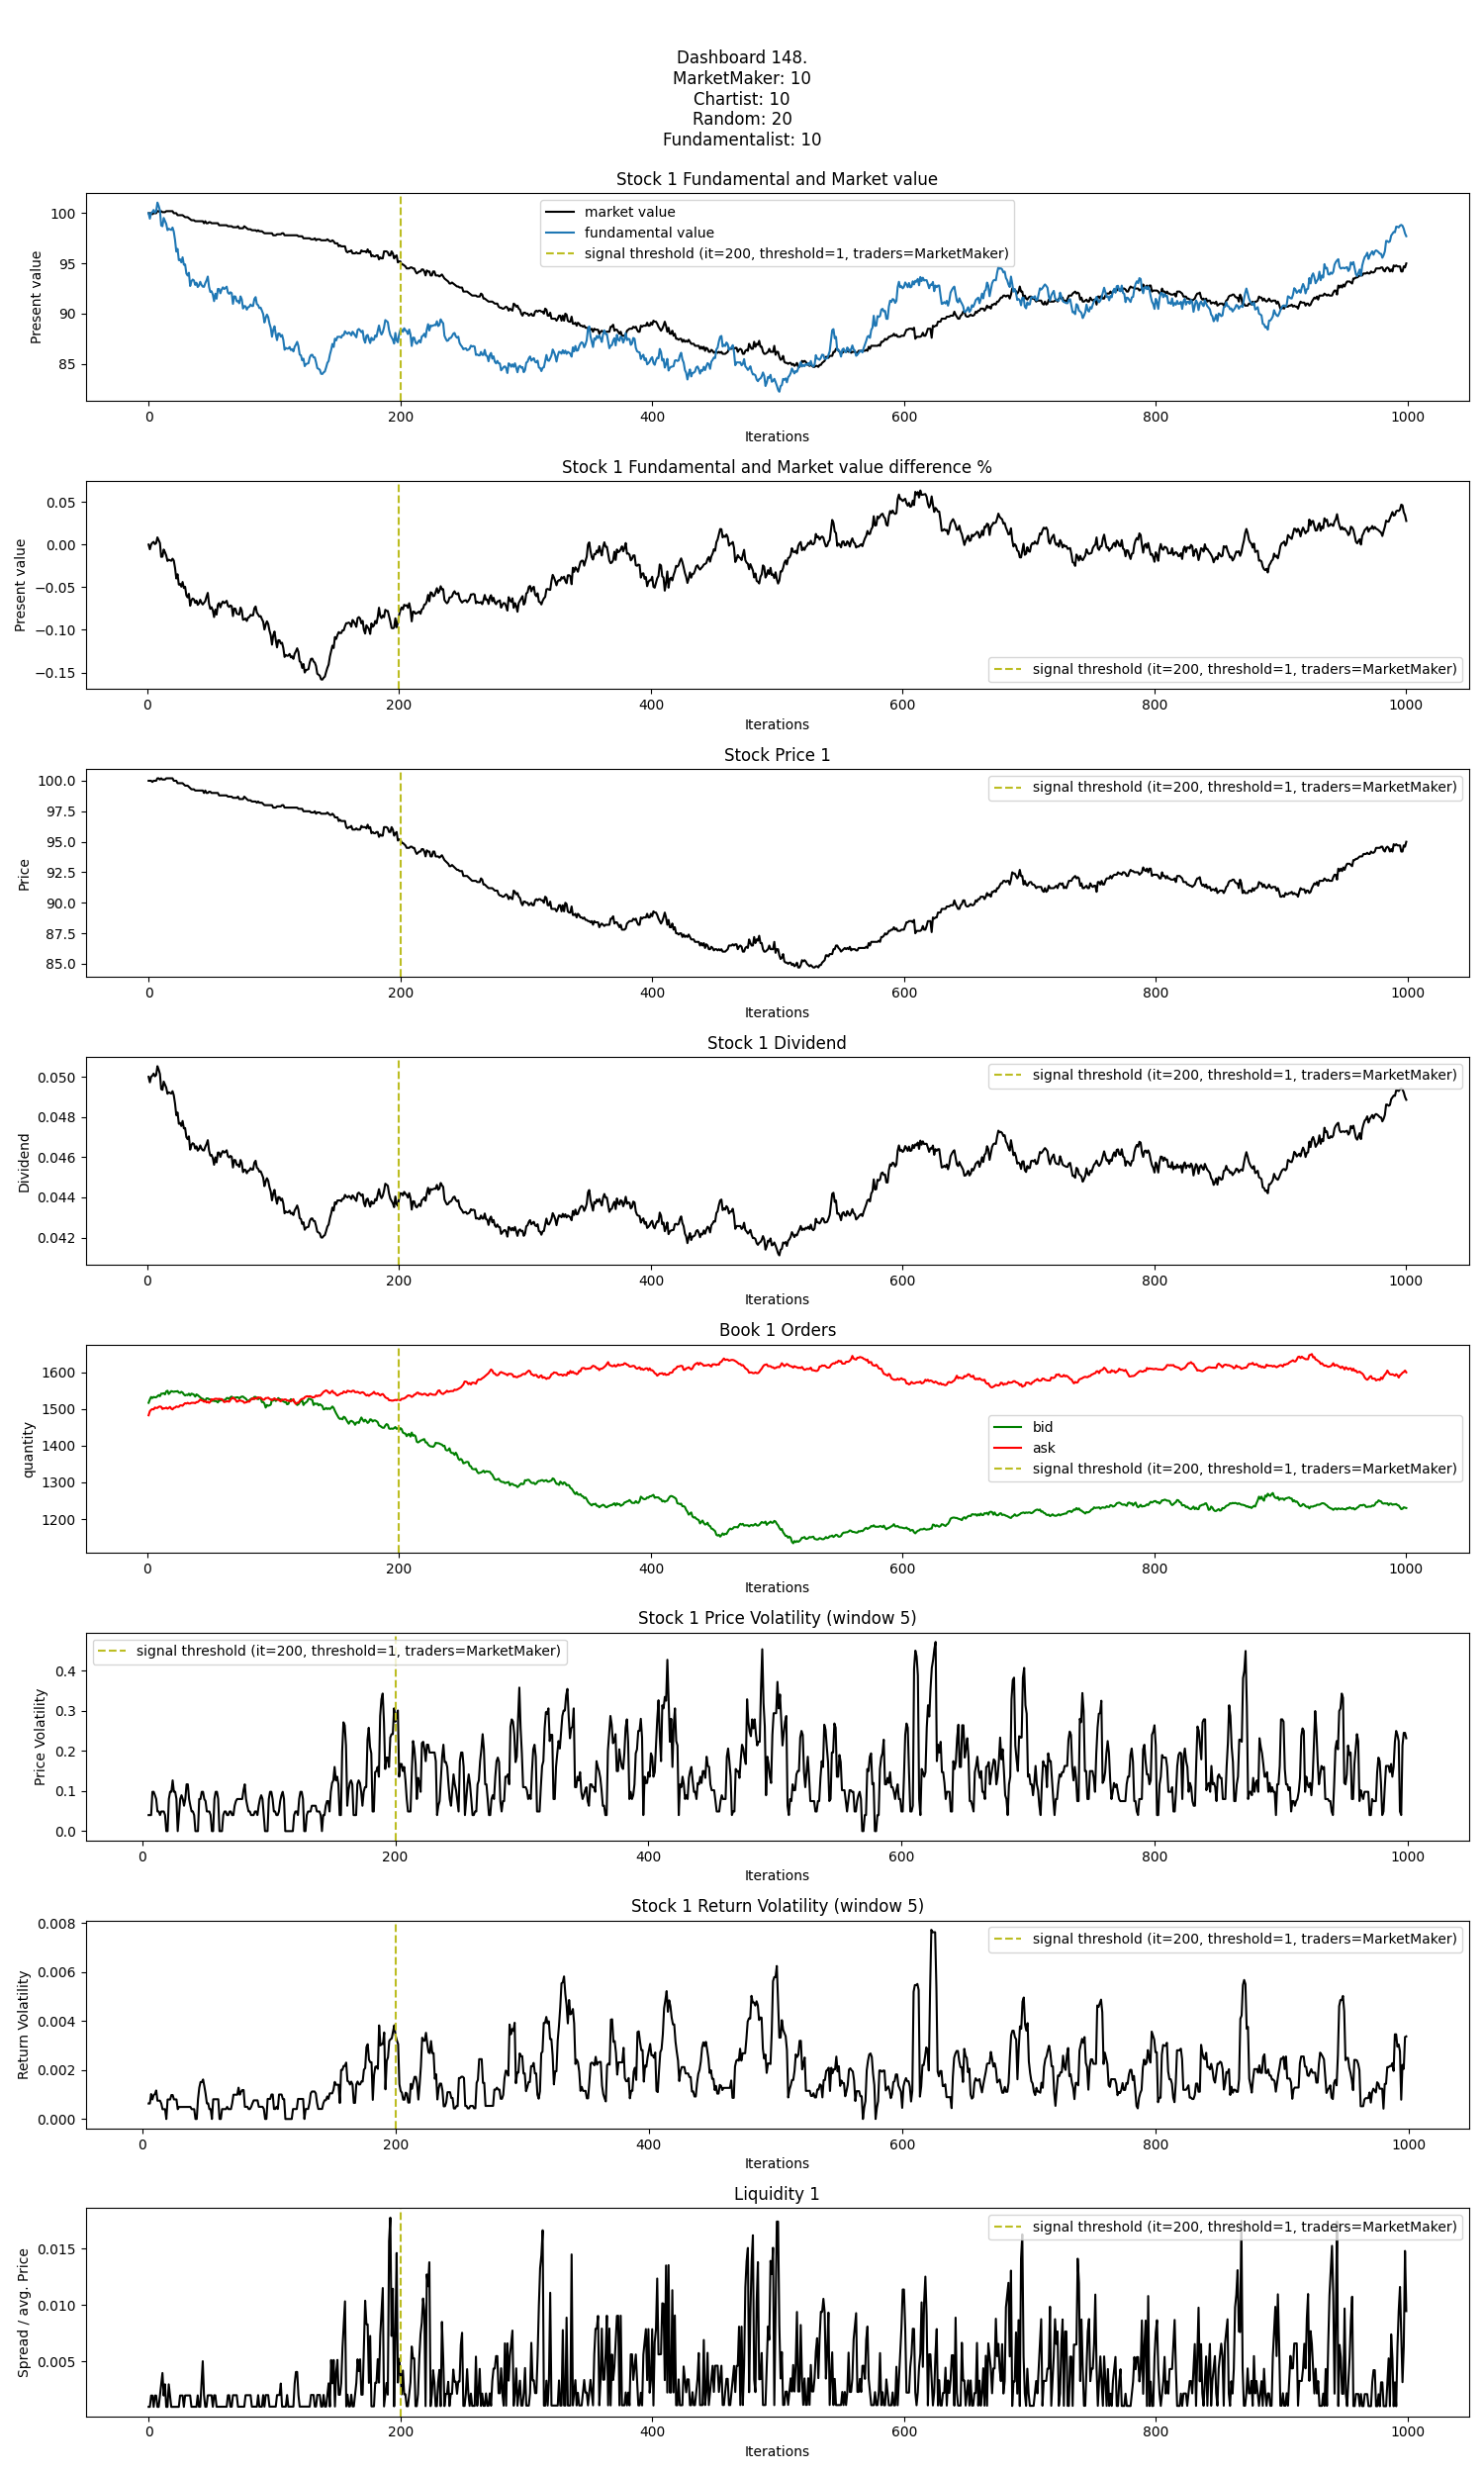 Dashboard 148.
MarketMaker: 10
Chartist: 10
Random: 20
Fundamentalist: 10
Stock 1 Fundamental and Market value
market value
fundamental value
signal threshold (it=200, threshold=1, traders=MarketMaker)
Present value
100
95
90
85
0 200 400 600 800 1000
Iterations
Stock 1 Fundamental and Market value difference %
Present value
0.05
0.00
−0.05
−0.10
−0.15
signal threshold (it=200, threshold=1, traders=MarketMaker)
0 200 400 600 800 1000
Iterations
Stock Price 1
signal threshold (it=200, threshold=1, traders=MarketMaker)
Price
100.0
97.5
95.0
92.5
90.0
87.5
85.0
0 200 400 600 800 1000
Iterations
Stock 1 Dividend
signal threshold (it=200, threshold=1, traders=MarketMaker)
Dividend
0.050
0.048
0.046
0.044
0.042
0 200 400 600 800 1000
Iterations
Book 1 Orders
quantity
1600
1500
1400
1300
1200
bid
ask
signal threshold (it=200, threshold=1, traders=MarketMaker)
0 200 400 600 800 1000
Iterations
Stock 1 Price Volatility (window 5)
signal threshold (it=200, threshold=1, traders=MarketMaker)
Price Volatility
0.4
0.3
0.2
0.1
0.0
0 200 400 600 800 1000
Iterations
Stock 1 Return Volatility (window 5)
signal threshold (it=200, threshold=1, traders=MarketMaker)
Return Volatility
0.008
0.006
0.004
0.002
0.000
0 200 400 600 800 1000
Iterations
Liquidity 1
signal threshold (it=200, threshold=1, traders=MarketMaker)
Spread / avg. Price
0.015
0.010
0.005
0 200 400 600 800 1000
Iterations